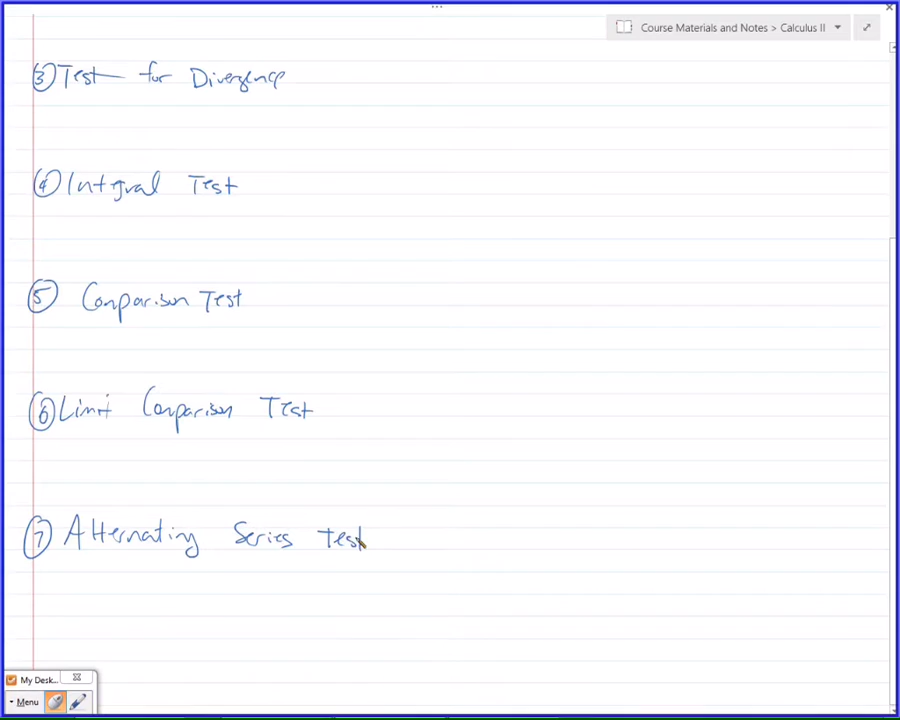 Course Materials and Notes > Calculus II
③ Test for Divergence
④ Integral Test
⑤ Comparison Test
⑥ Limit Comparison Test
⑦ Alternating Series Test
My Desk...
Menu